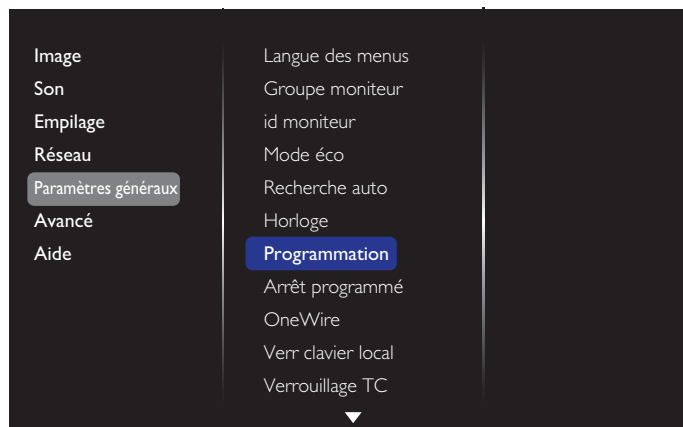 Image
Son
Empilage
Réseau
Paramètres généraux
Avancé
Aide
Langue des menus
Groupe moniteur
id moniteur
Mode éco
Recherche auto
Horloge
Programmation
Arrêt programmé
OneWire
Verr clavier local
Verrouillage TC